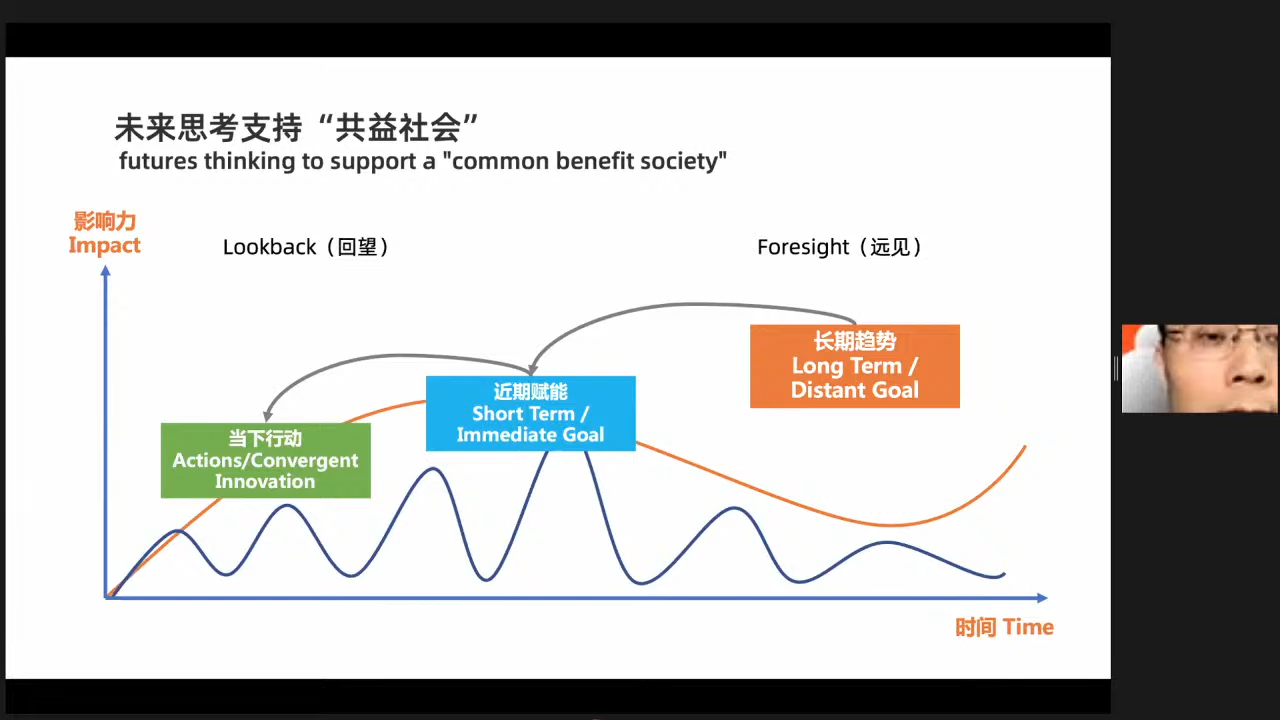 未来思考支持“共益社会”
futures thinking to support a "common benefit society"
影响力
Impact
Lookback（回望）
Foresight（远见）
长期趋势
Long Term /
Distant Goal
近期赋能
Short Term /
Immediate Goal
当下行动
Actions/Convergent
Innovation
时间 Time